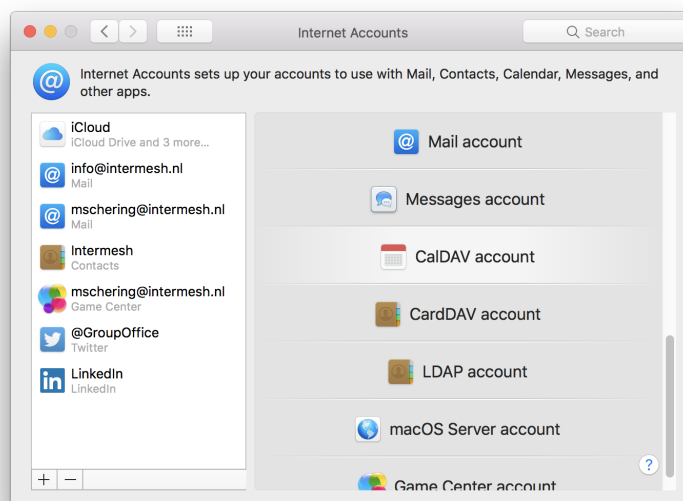 Internet Accounts
Search
Internet Accounts sets up your accounts to use with Mail, Contacts, Calendar, Messages, and
other apps.
iCloud
iCloud Drive and 3 more...
info@intermesh.nl
Mail
mschering@intermesh.nl
Mail
Intermesh
Contacts
mschering@intermesh.nl
Game Center
@GroupOffice
Twitter
LinkedIn
LinkedIn
Mail account
Messages account
CalDAV account
CardDAV account
LDAP account
macOS Server account
Game Center account